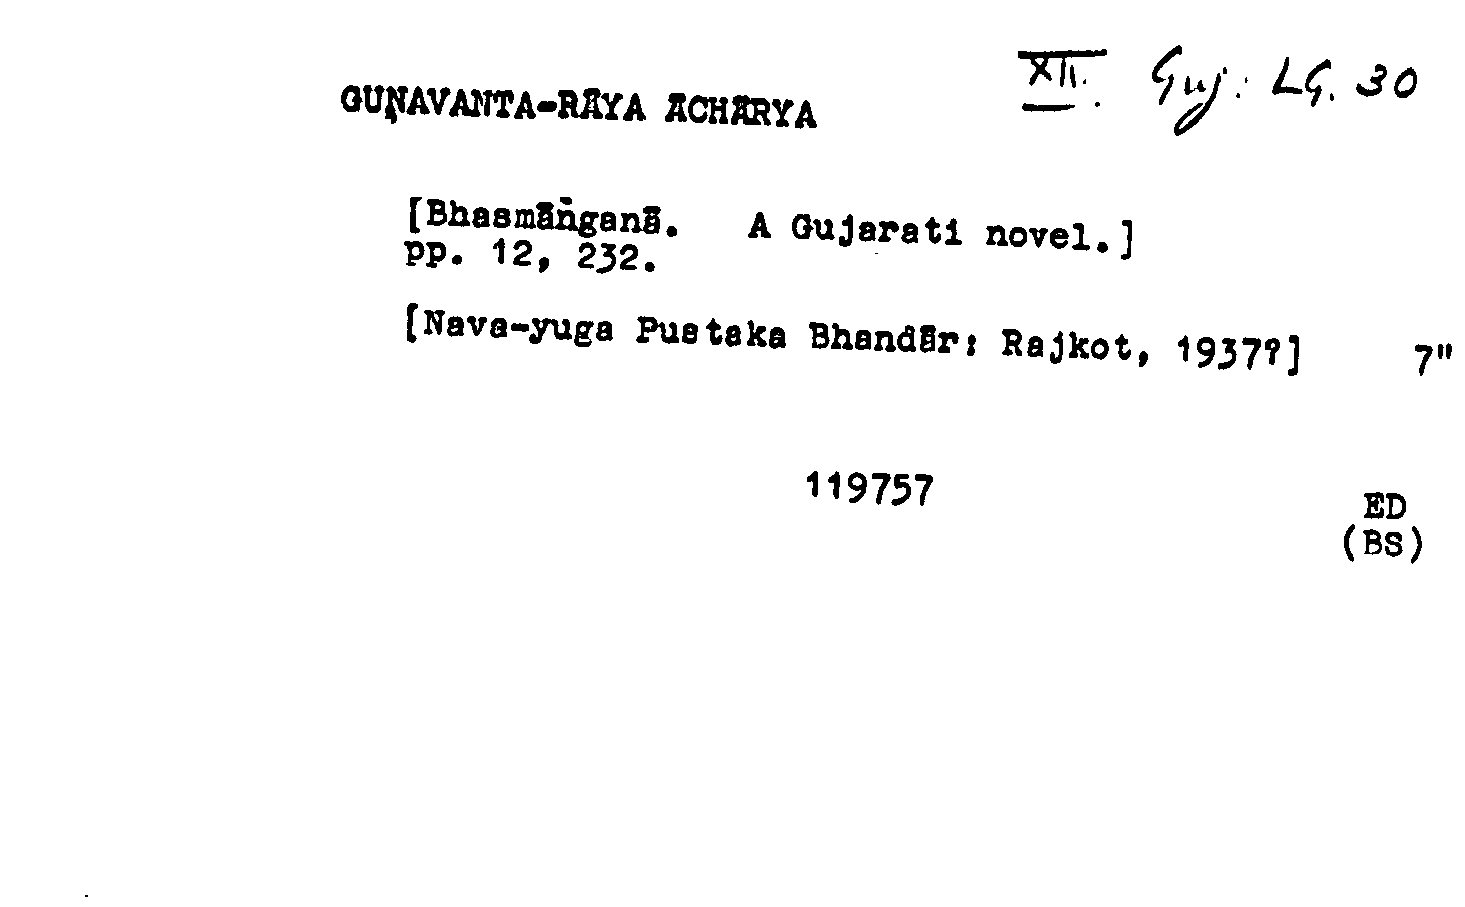 XII. Guj: LG. 30
GUṆAVANTA-RĀYA ĀCHĀRYA
[Bhasmāṅganā. A Gujarati novel.]
pp. 12, 232.
[Nava-yuga Pustaka Bhandār: Rajkot, 1937?] 7"
119757
ED
(BS)